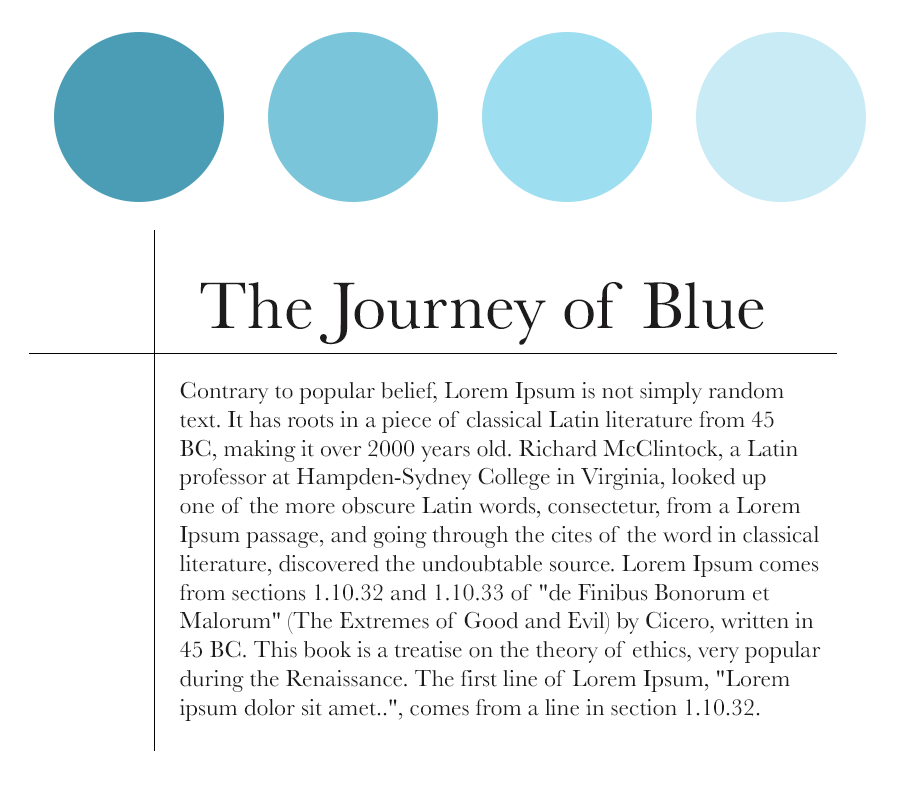 The Journey of Blue
Contrary to popular belief, Lorem Ipsum is not simply random
text. It has roots in a piece of classical Latin literature from 45
BC, making it over 2000 years old. Richard McClintock, a Latin
professor at Hampden-Sydney College in Virginia, looked up
one of the more obscure Latin words, consectetur, from a Lorem
Ipsum passage, and going through the cites of the word in classical
literature, discovered the undoubtable source. Lorem Ipsum comes
from sections 1.10.32 and 1.10.33 of "de Finibus Bonorum et
Malorum" (The Extremes of Good and Evil) by Cicero, written in
45 BC. This book is a treatise on the theory of ethics, very popular
during the Renaissance. The first line of Lorem Ipsum, "Lorem
ipsum dolor sit amet..", comes from a line in section 1.10.32.